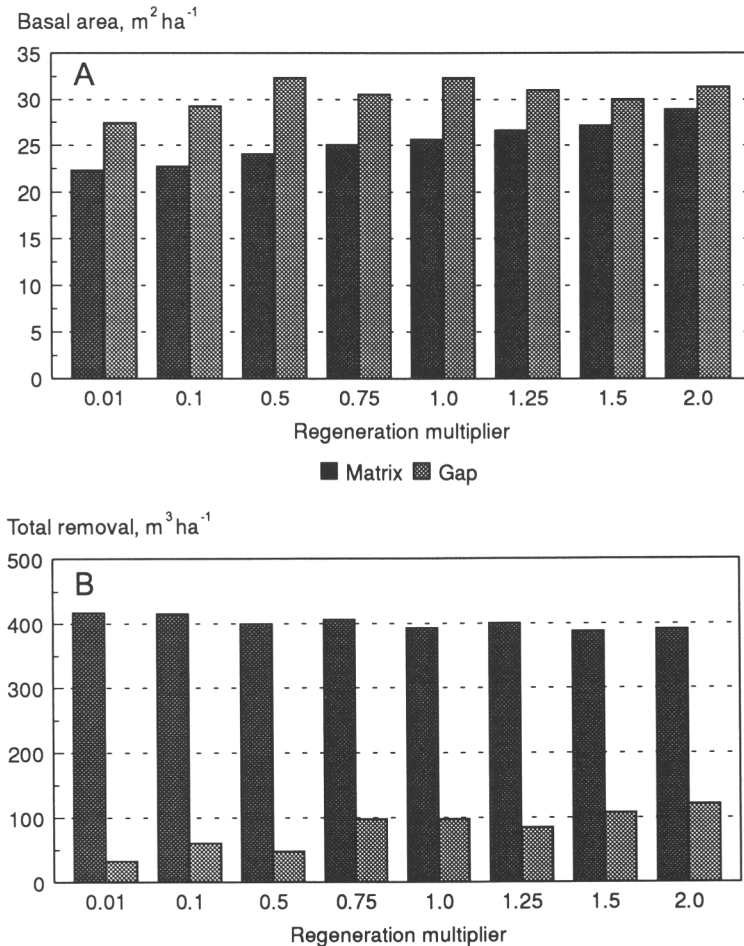 Basal area, m² ha⁻¹
A
35
30
25
20
15
10
5
0
0.01 0.1 0.5 0.75 1.0 1.25 1.5 2.0
Regeneration multiplier
Matrix Gap
Total removal, m³ ha⁻¹
B
500
400
300
200
100
0
0.01 0.1 0.5 0.75 1.0 1.25 1.5 2.0
Regeneration multiplier